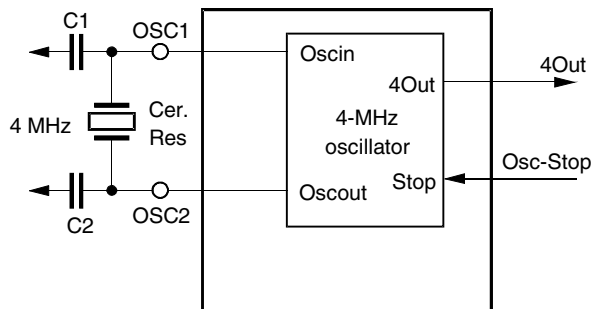 C1
OSC1
Oscin
4Out
4Out
4 MHz
Cer.
Res
4-MHz
oscillator
Osc-Stop
Stop
Oscout
C2
OSC2